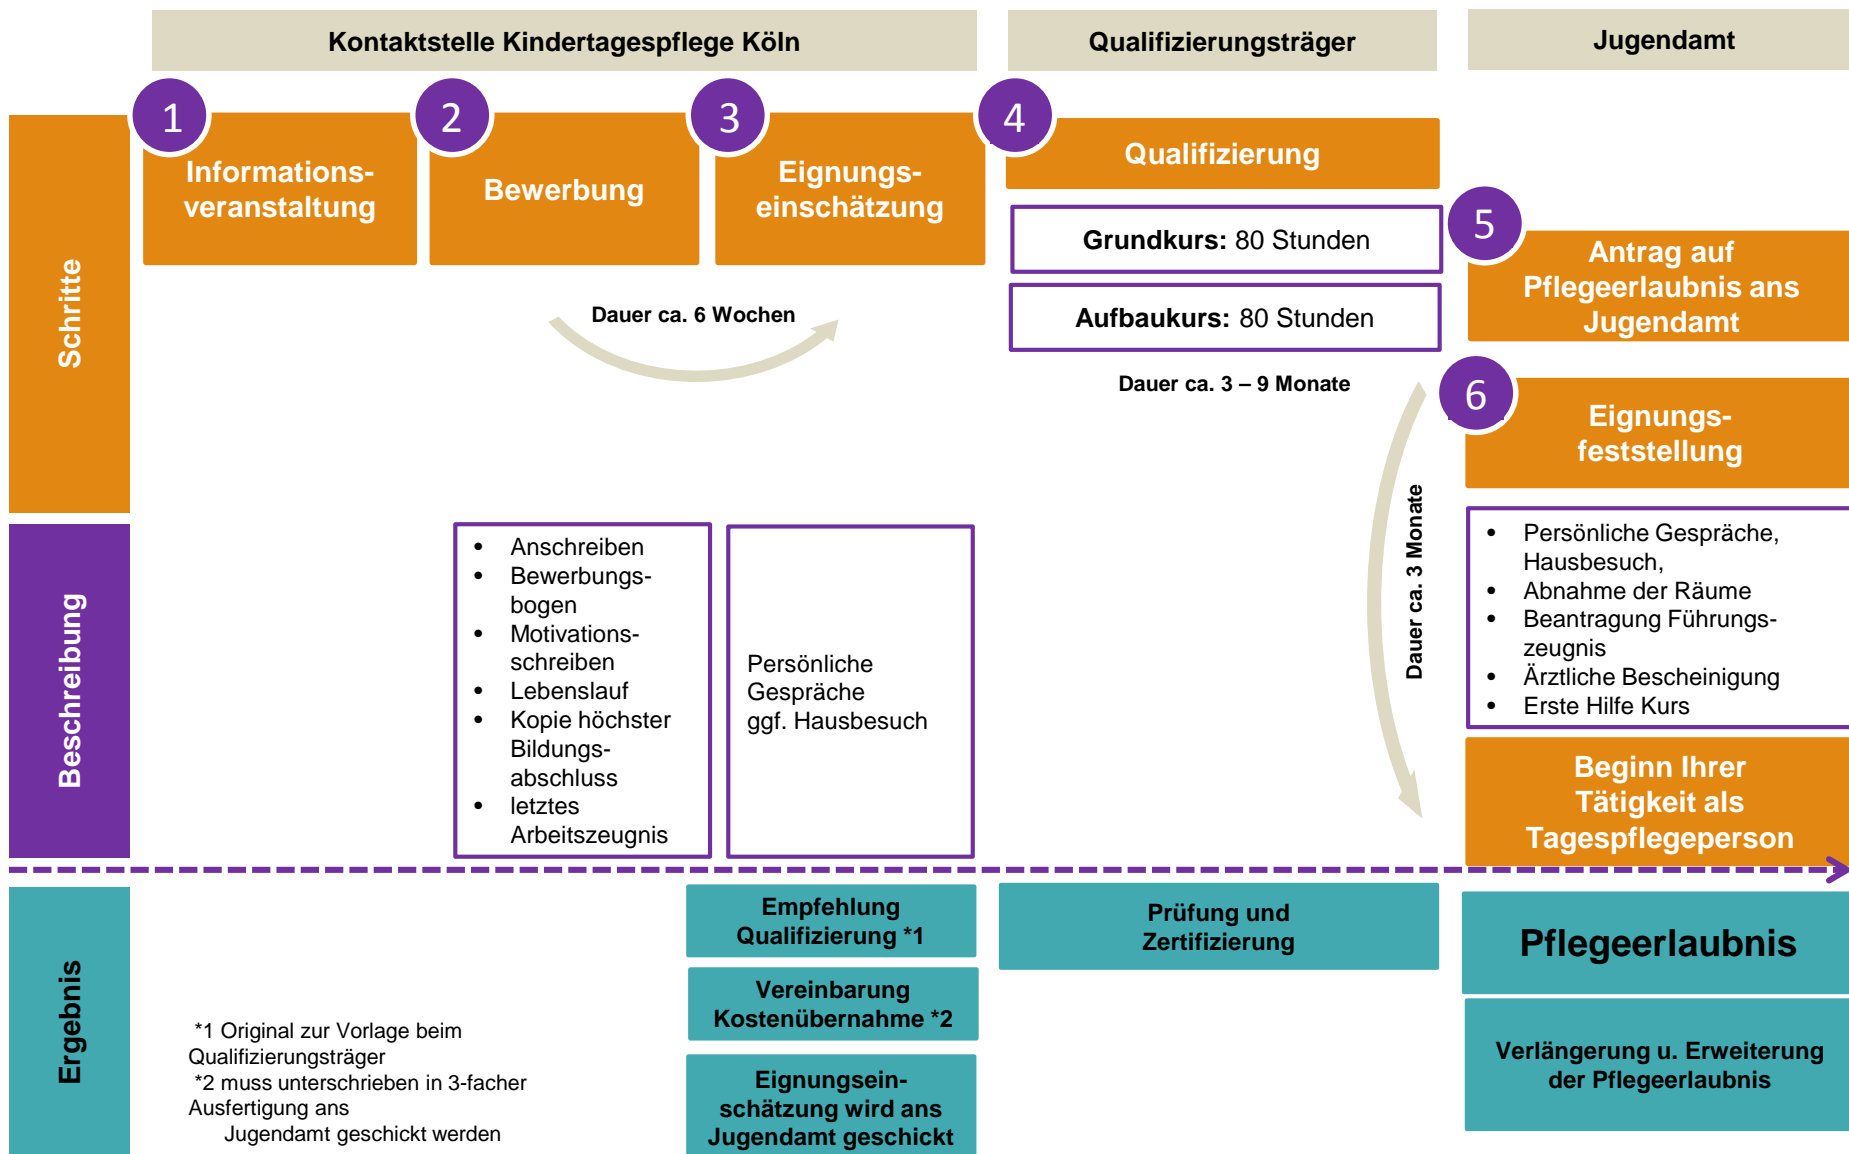 Kontaktstelle Kindertagespflege Köln
Qualifizierungsträger
Jugendamt
Schritte
1
Informations-
veranstaltung
2
Bewerbung
3
Eignungs-
einschätzung
Dauer ca. 6 Wochen
4
Qualifizierung
Grundkurs: 80 Stunden
Aufbaukurs: 80 Stunden
Dauer ca. 3 – 9 Monate
5
Antrag auf
Pflegeerlaubnis ans
Jugendamt
6
Eignungs-
feststellung
Dauer ca. 3 Monate
Beschreibung
• Anschreiben
• Bewerbungs-
bogen
• Motivations-
schreiben
• Lebenslauf
• Kopie höchster
Bildungs-
abschluss
• letztes
Arbeitszeugnis
Persönliche
Gespräche
ggf. Hausbesuch
• Persönliche Gespräche,
Hausbesuch,
• Abnahme der Räume
• Beantragung Führungs-
zeugnis
• Ärztliche Bescheinigung
• Erste Hilfe Kurs
Beginn Ihrer
Tätigkeit als
Tagespflegeperson
Ergebnis
*1 Original zur Vorlage beim
Qualifizierungsträger
*2 muss unterschrieben in 3-facher
Ausfertigung ans
Jugendamt geschickt werden
Empfehlung
Qualifizierung *1
Vereinbarung
Kostenübernahme *2
Eignungsein-
schätzung wird ans
Jugendamt geschickt
Prüfung und
Zertifizierung
Pflegeerlaubnis
Verlängerung u. Erweiterung
der Pflegeerlaubnis